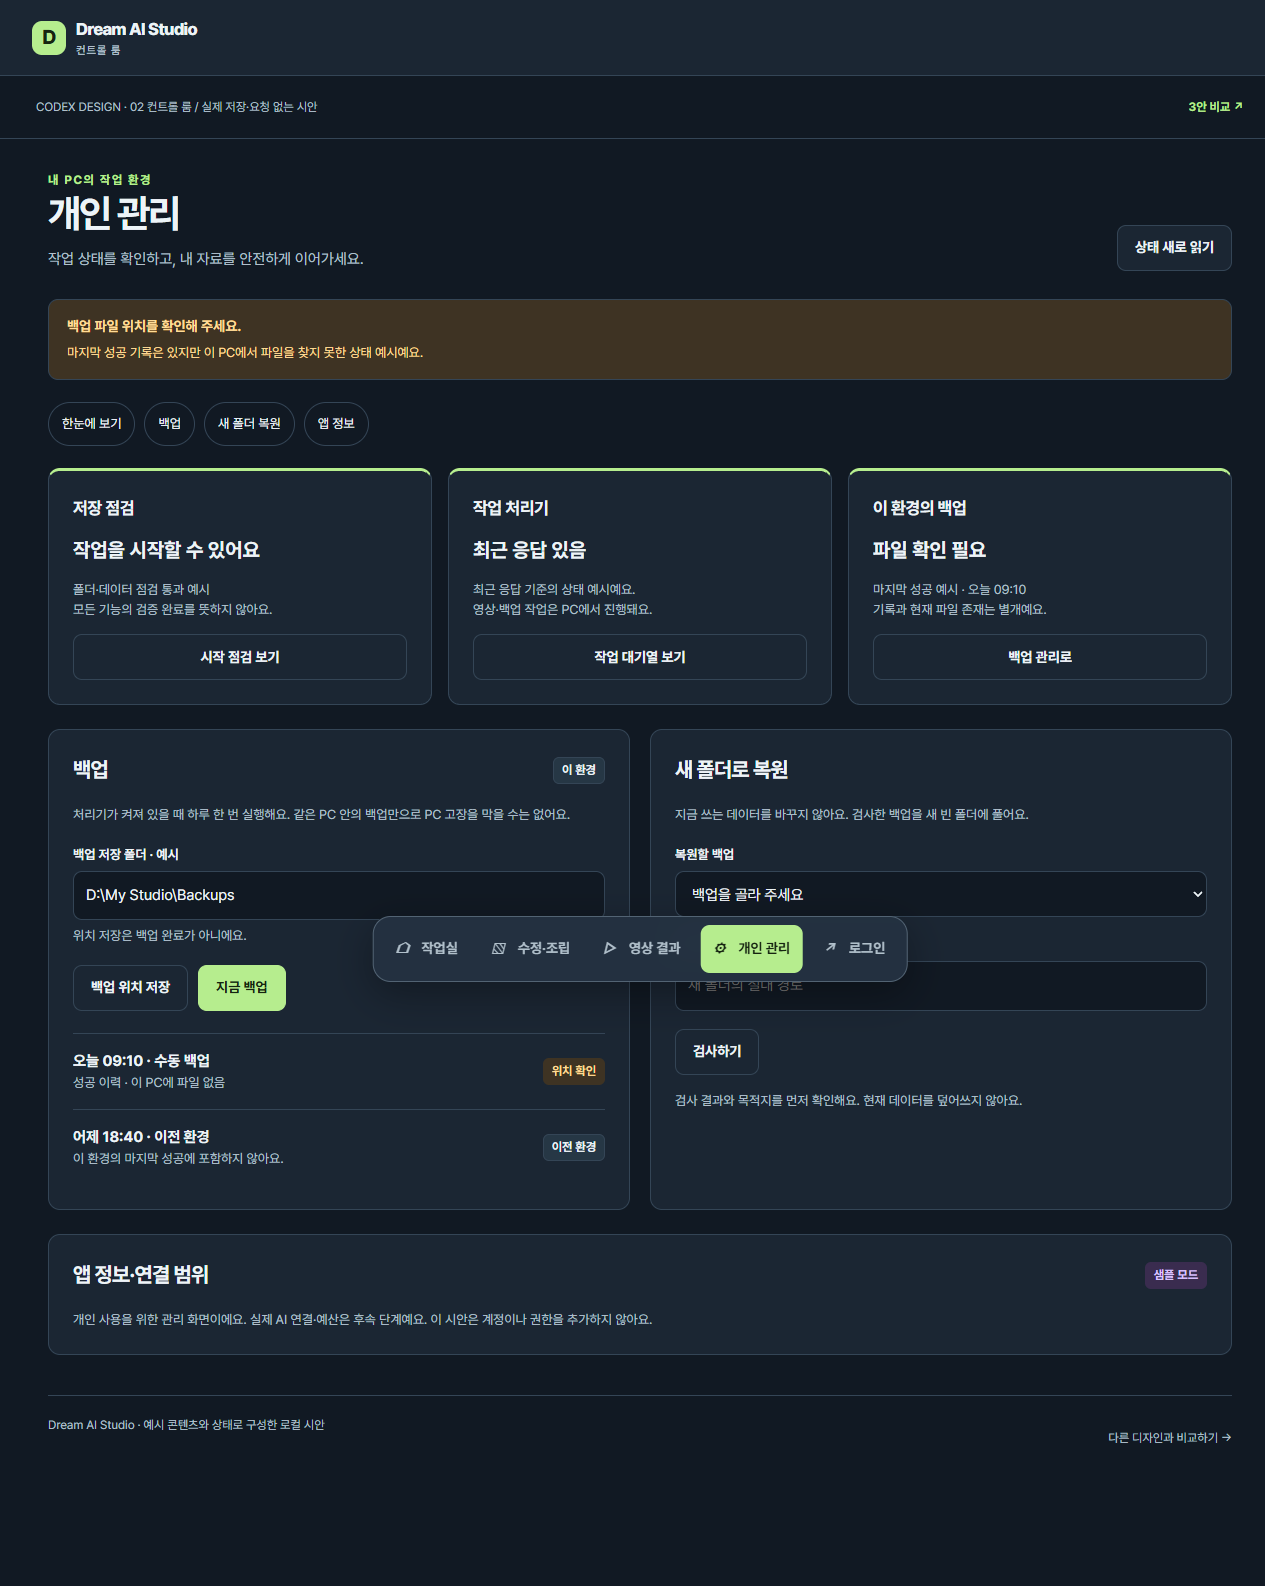 D
Dream AI Studio
컨트롤 룸
CODEX DESIGN · 02 컨트롤 룸 / 실제 저장·요청 없는 시안
3안 비교 ↗
내 PC의 작업 환경
개인 관리
작업 상태를 확인하고, 내 자료를 안전하게 이어가세요.
상태 새로 읽기
백업 파일 위치를 확인해 주세요.
마지막 성공 기록은 있지만 이 PC에서 파일을 찾지 못한 상태 예시예요.
한눈에 보기
백업
새 폴더 복원
앱 정보
저장 점검
작업을 시작할 수 있어요
폴더·데이터 점검 통과 예시
모든 기능의 검증 완료를 뜻하지 않아요.
시작 점검 보기
작업 처리기
최근 응답 있음
최근 응답 기준의 상태 예시예요.
영상·백업 작업은 PC에서 진행돼요.
작업 대기열 보기
이 환경의 백업
파일 확인 필요
마지막 성공 예시 · 오늘 09:10
기록과 현재 파일 존재는 별개예요.
백업 관리로
백업
이 환경
처리기가 켜져 있을 때 하루 한 번 실행해요. 같은 PC 안의 백업만으로 PC 고장을 막을 수는 없어요.
백업 저장 폴더 · 예시
D:\My Studio\Backups
위치 저장은 백업 완료가 아니에요.
백업 위치 저장
지금 백업
오늘 09:10 · 수동 백업
성공 이력 · 이 PC에 파일 없음
위치 확인
어제 18:40 · 이전 환경
이 환경의 마지막 성공에 포함하지 않아요.
이전 환경
새 폴더로 복원
지금 쓰는 데이터를 바꾸지 않아요. 검사한 백업을 새 빈 폴더에 풀어요.
복원할 백업
백업을 골라 주세요
새 폴더의 절대 경로
검사하기
검사 결과와 목적지를 먼저 확인해요. 현재 데이터를 덮어쓰지 않아요.
작업실
수정·조립
영상 결과
개인 관리
↗ 로그인
앱 정보·연결 범위
샘플 모드
개인 사용을 위한 관리 화면이에요. 실제 AI 연결·예산은 후속 단계예요. 이 시안은 계정이나 권한을 추가하지 않아요.
Dream AI Studio · 예시 콘텐츠와 상태로 구성한 로컬 시안
다른 디자인과 비교하기 →